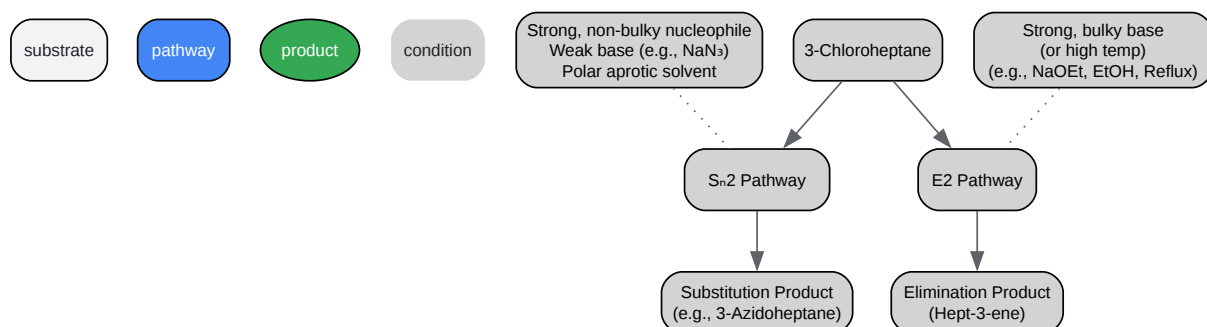 substrate
pathway
product
condition
Strong, non-bulky nucleophile
Weak base (e.g., NaN₃)
Polar aprotic solvent
3-Chloroheptane
Strong, bulky base
(or high temp)
(e.g., NaOEt, EtOH, Reflux)
Sₙ2 Pathway
E2 Pathway
Substitution Product
(e.g., 3-Azidoheptane)
Elimination Product
(Hept-3-ene)